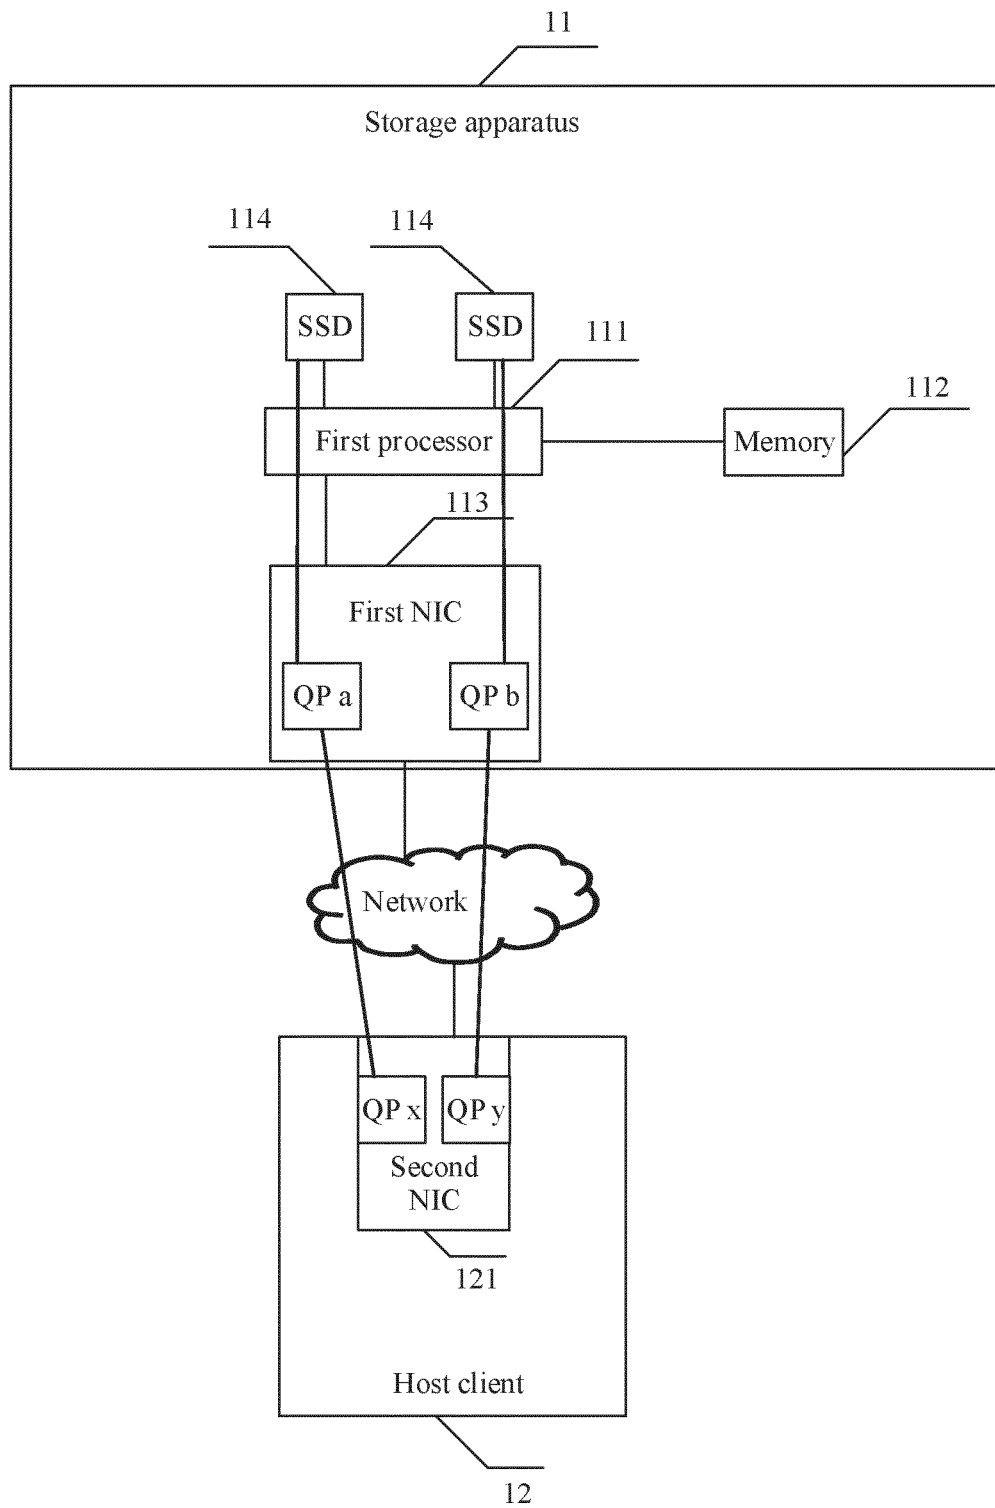 11
Storage apparatus
114
114
SSD
SSD
111
First processor
112
Memory
113
First NIC
QP a
QP b
Network
QP x
QP y
Second
NIC
121
Host client
12